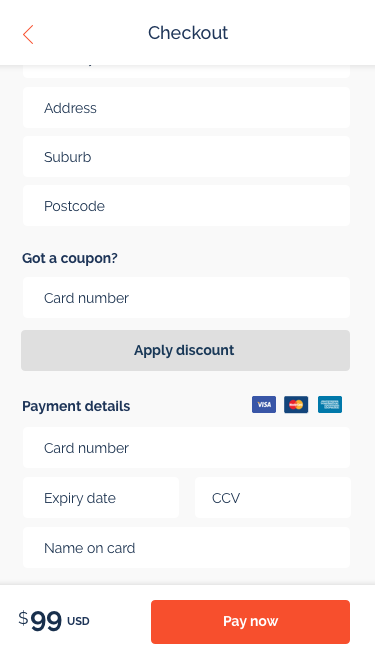 Checkout
Address
Suburb
Postcode
Got a coupon?
Card number
Apply discount
Payment details VISA
Card number
Expiry date CCV
Name on card
$99 USD Pay now